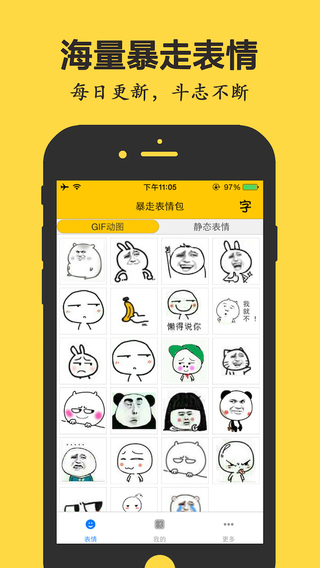 海量暴走表情
每日更新，斗志不断
下午11:05
97%
暴走表情包
字
GIF动图
静态表情
懒得说你
我就不
表情
我的
更多